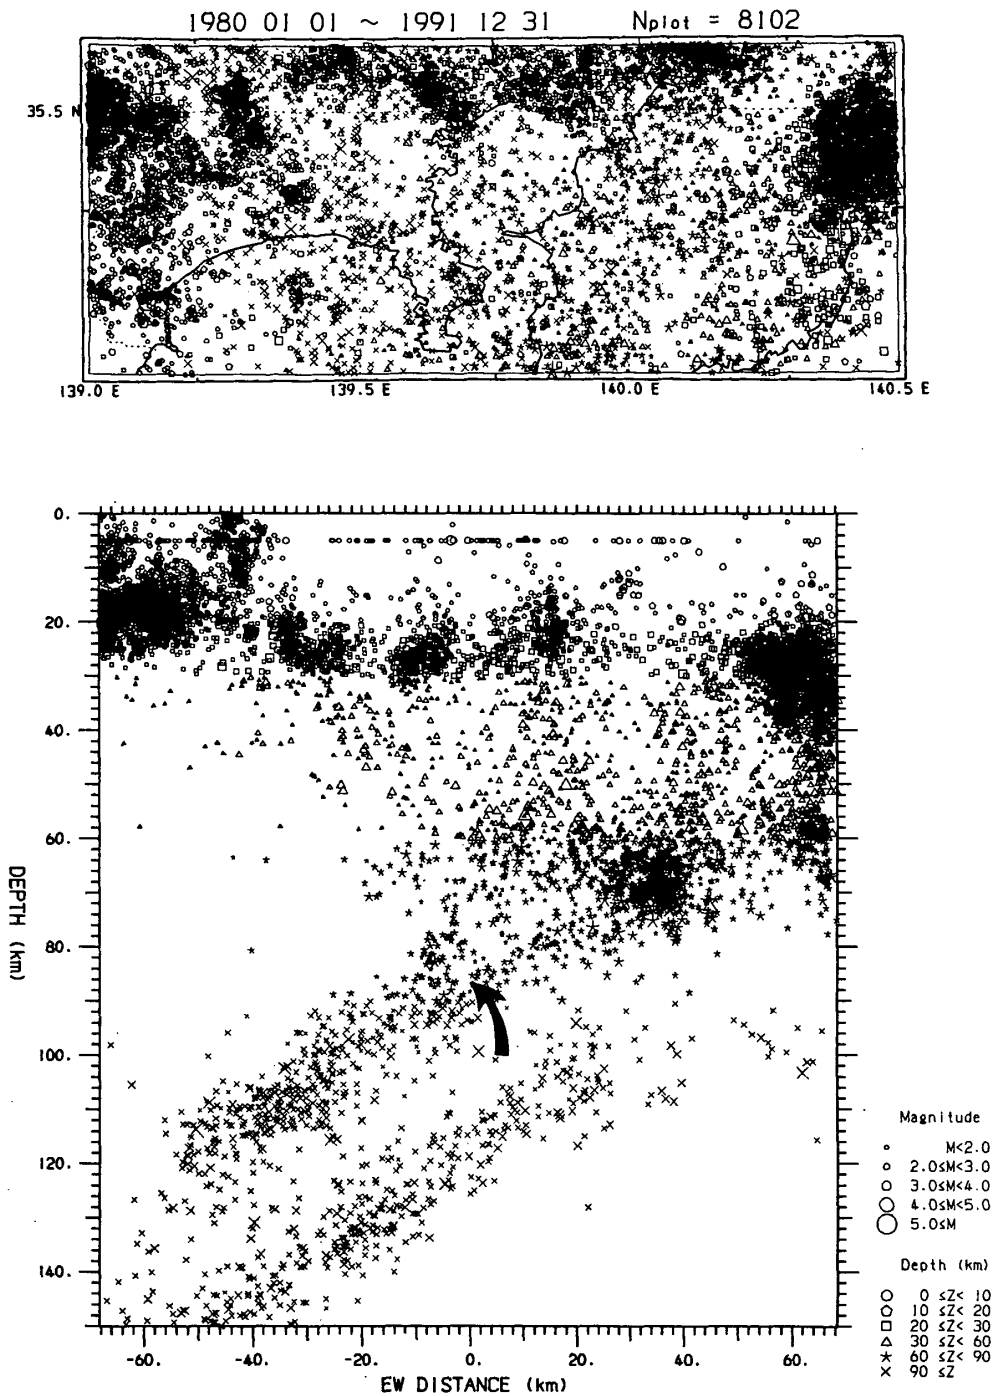 1980 01 01 ~ 1991 12 31 Nplot = 8102
35.5 N
139.0 E 139.5 E 140.0 E 140.5 E
0.
20.
40.
60.
80.
100.
120.
140.
DEPTH (km)
-60. -40. -20. 0. 20. 40. 60.
EW DISTANCE (km)
Magnitude
M<2.0
2.0≤M<3.0
3.0≤M<4.0
4.0≤M<5.0
5.0≤M
Depth (km)
0 ≤Z< 10
10 ≤Z< 20
20 ≤Z< 30
30 ≤Z< 60
60 ≤Z< 90
90 ≤Z